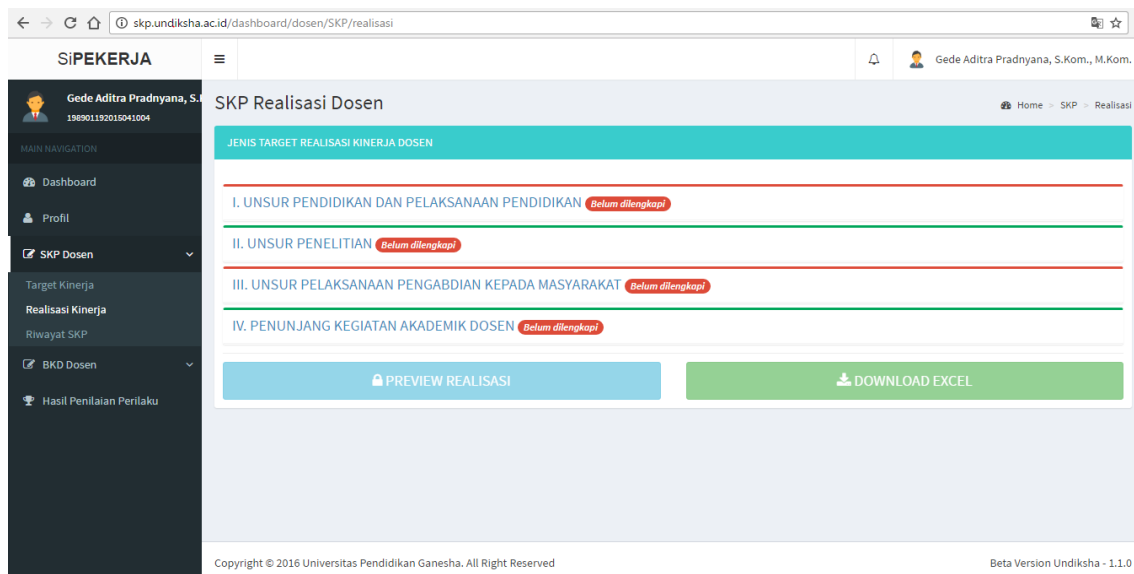 skp.undiksha.ac.id/dashboard/dosen/SKP/realisasi
SiPEKERJA
Gede Aditra Pradnyana, S.Kom., M.Kom.
Gede Aditra Pradnyana, S.
198901192015041004
MAIN NAVIGATION
Dashboard
Profil
SKP Dosen
Target Kinerja
Realisasi Kinerja
Riwayat SKP
BKD Dosen
Hasil Penilaian Perilaku
SKP Realisasi Dosen
Home > SKP > Realisasi
JENIS TARGET REALISASI KINERJA DOSEN
I. UNSUR PENDIDIKAN DAN PELAKSANAAN PENDIDIKAN Belum dilengkapi
II. UNSUR PENELITIAN Belum dilengkapi
III. UNSUR PELAKSANAAN PENGABDIAN KEPADA MASYARAKAT Belum dilengkapi
IV. PENUNJANG KEGIATAN AKADEMIK DOSEN Belum dilengkapi
PREVIEW REALISASI
DOWNLOAD EXCEL
Copyright © 2016 Universitas Pendidikan Ganesha. All Right Reserved
Beta Version Undiksha - 1.1.0